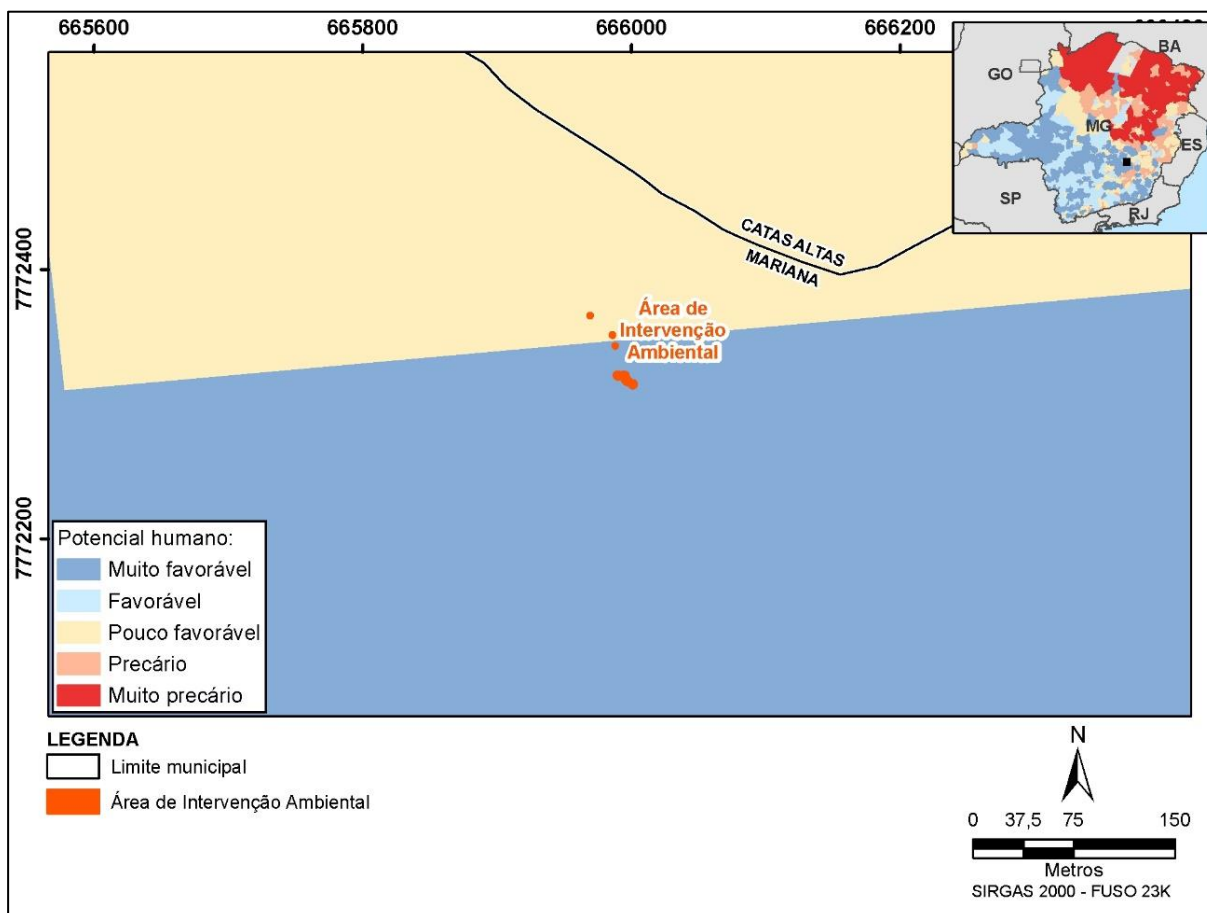 665600
665800
666000
666200
BA
GO
MG
ES
SP
RJ
7772400
7772200
CATAS ALTAS
MARIANA
Área de
Intervenção
Ambiental
Potencial humano:
Muito favorável
Favorável
Pouco favorável
Precário
Muito precário
LEGENDA
Limite municipal
Área de Intervenção Ambiental
N
0 37,5 75 150
Metros
SIRGAS 2000 - FUSO 23K